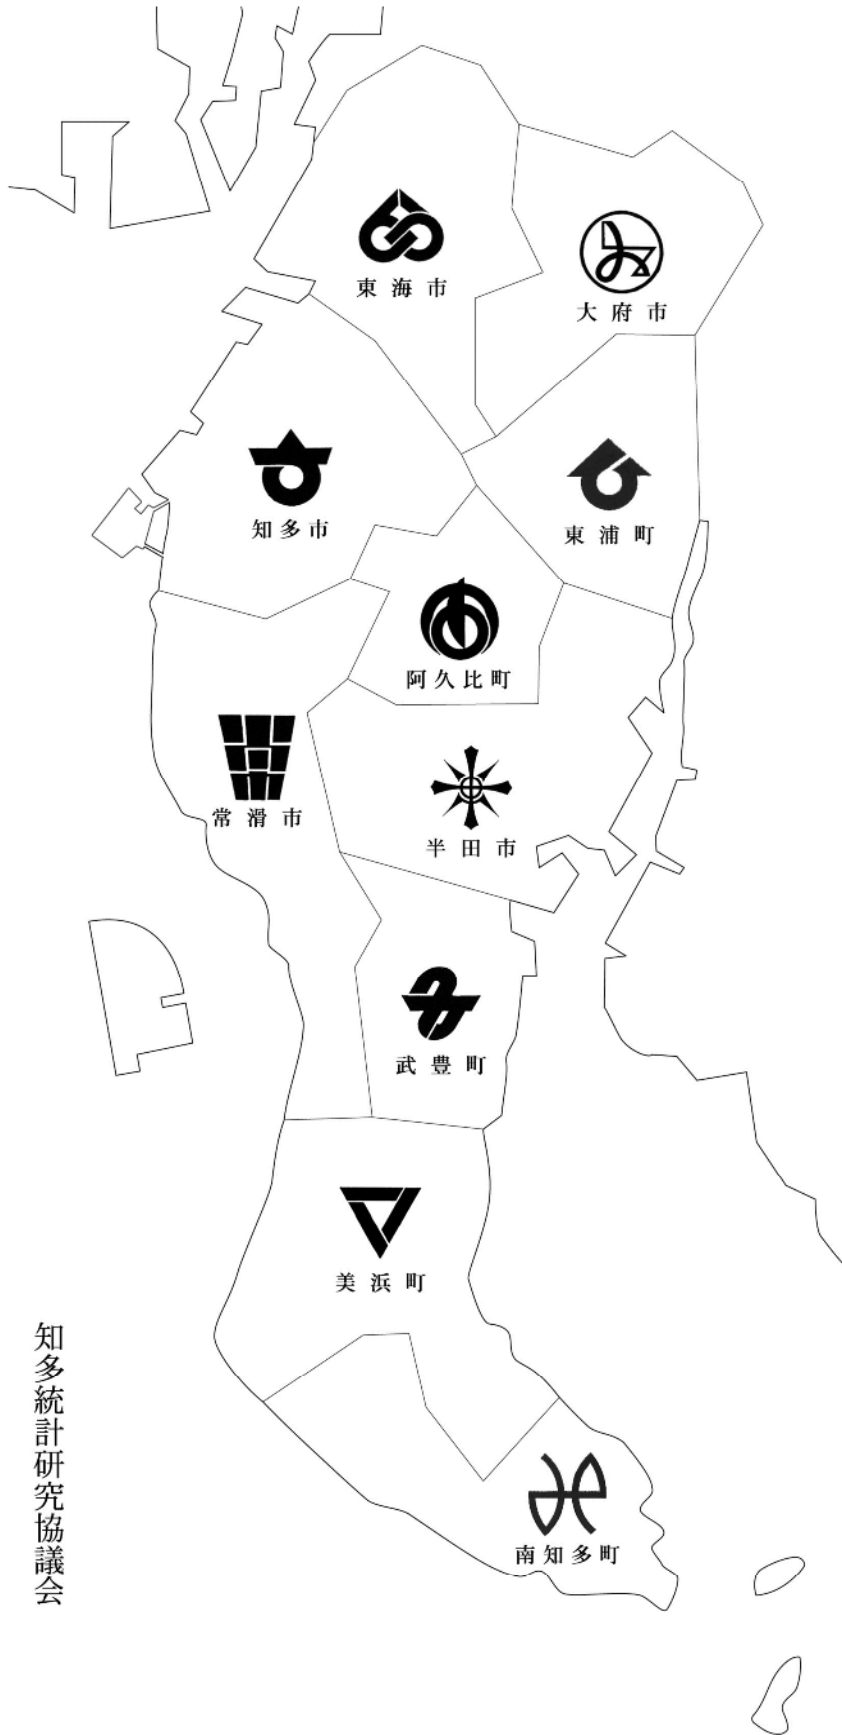 東海市
大府市
知多市
東浦町
阿久比町
常滑市
半田市
武豊町
美浜町
南知多町
知多統計研究協議会